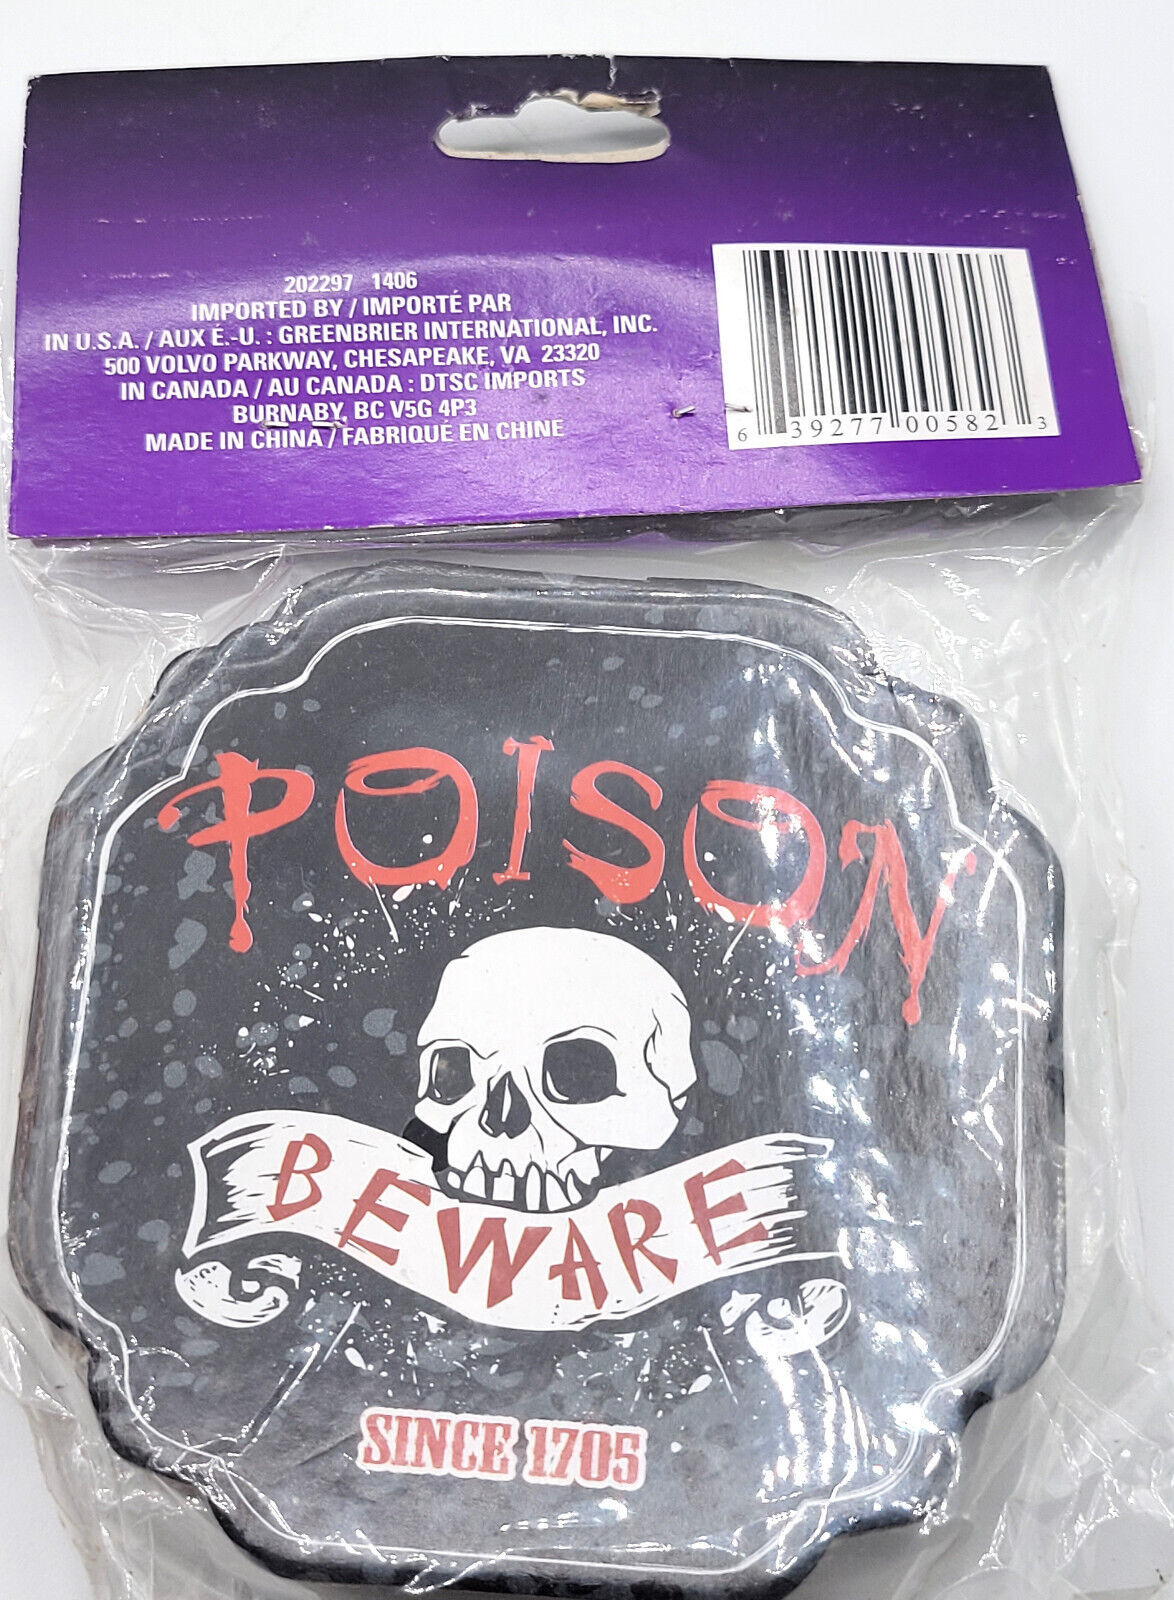 202297 1406
IMPORTED BY / IMPORTÉ PAR
IN U.S.A. / AUX É.-U. : GREENBRIER INTERNATIONAL, INC.
500 VOLVO PARKWAY, CHESAPEAKE, VA 23320
IN CANADA / AU CANADA : DTSC IMPORTS
BURNABY, BC V5G 4P3
MADE IN CHINA / FABRIQUÉ EN CHINE
6 39277 00582 3
POISON
BEWARE
SINCE 1705